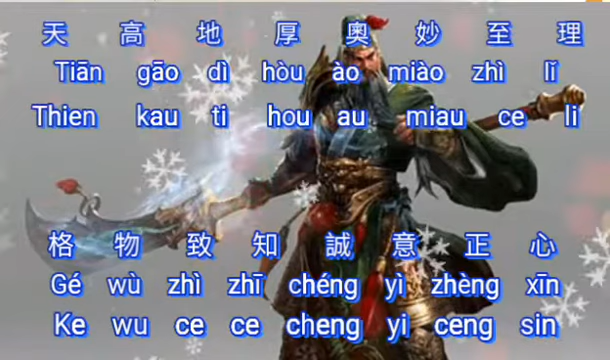 天 高 地 厚 奧 妙 至 理
Tiān gāo dì hòu ào miào zhì lǐ
Thien kau ti hou au miau ce li
格 物 致 知 誠 意 正 心
Gé wù zhì zhī chéng yì zhèng xīn
Ke wu ce ce cheng yi ceng sin